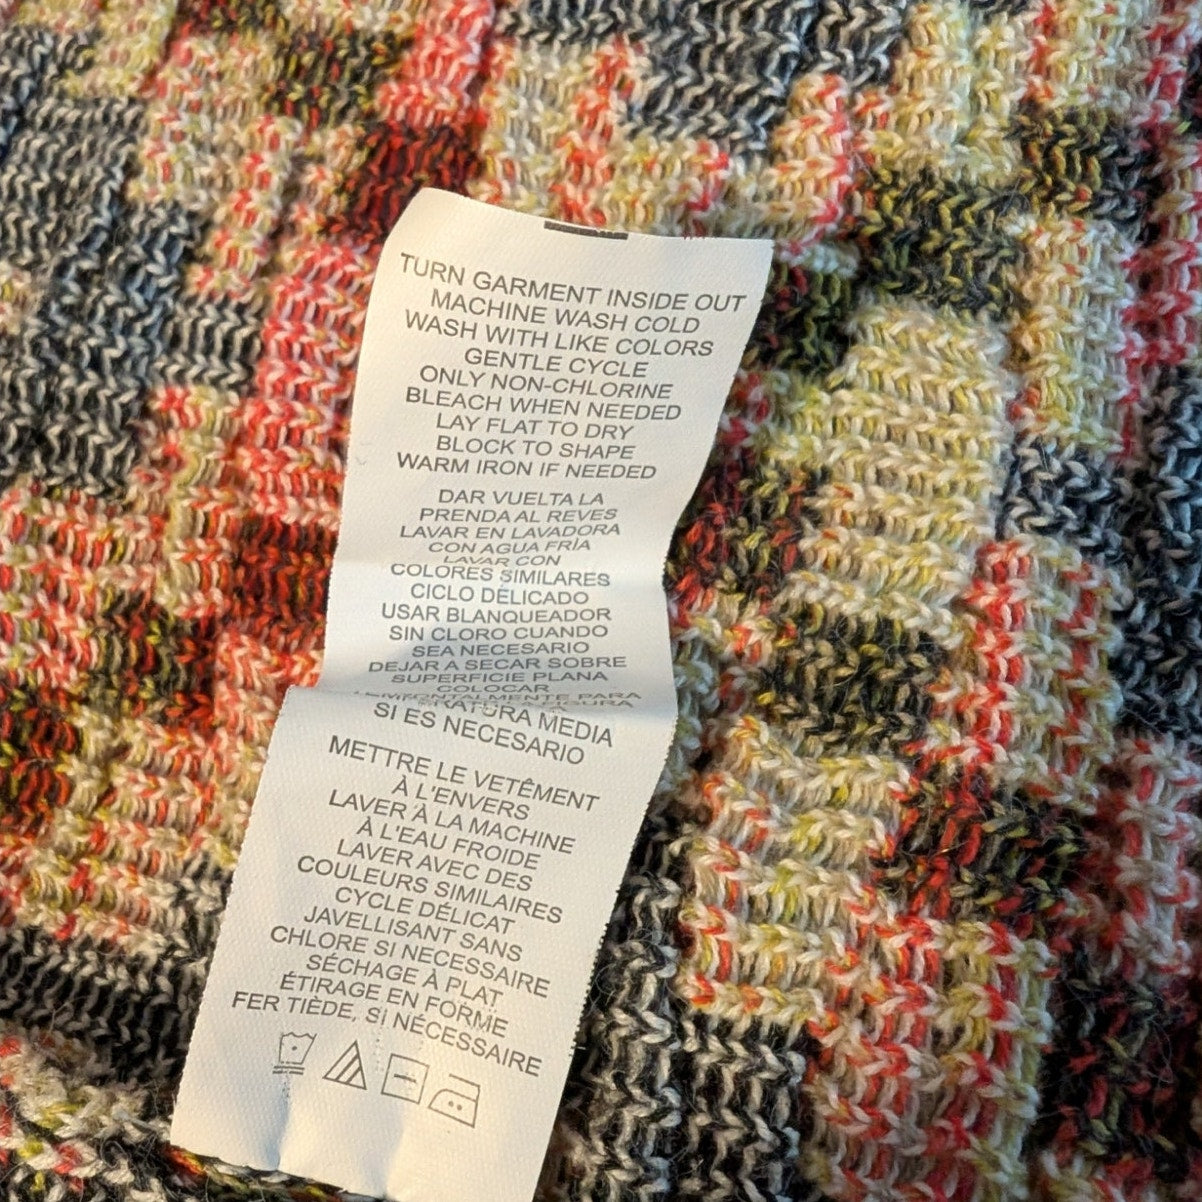 TURN GARMENT INSIDE OUT
MACHINE WASH COLD
WASH WITH LIKE COLORS
GENTLE CYCLE
ONLY NON-CHLORINE
BLEACH WHEN NEEDED
LAY FLAT TO DRY
BLOCK TO SHAPE
WARM IRON IF NEEDED
DAR VUELTA LA
PRENDA AL REVES
LAVAR EN LAVADORA
CON AGUA FRÍA
LAVAR CON
COLORES SIMILARES
CICLO DELICADO
USAR BLANQUEADOR
SIN CLORO CUANDO
SEA NECESARIO
DEJAR A SECAR SOBRE
SUPERFICIE PLANA
COLOCAR
PARA
MEDIA
SI ES NECESARIO
METTRE LE VETÊMENT
À L'ENVERS
LAVER À LA MACHINE
À L'EAU FROIDE
LAVER AVEC DES
COULEURS SIMILAIRES
CYCLE DÉLICAT
JAVELLISANT SANS
CHLORE SI NECESSAIRE
SÉCHAGE À PLAT
ÉTIRAGE EN FORME
FER TIÈDE, SI NÉCESSAIRE